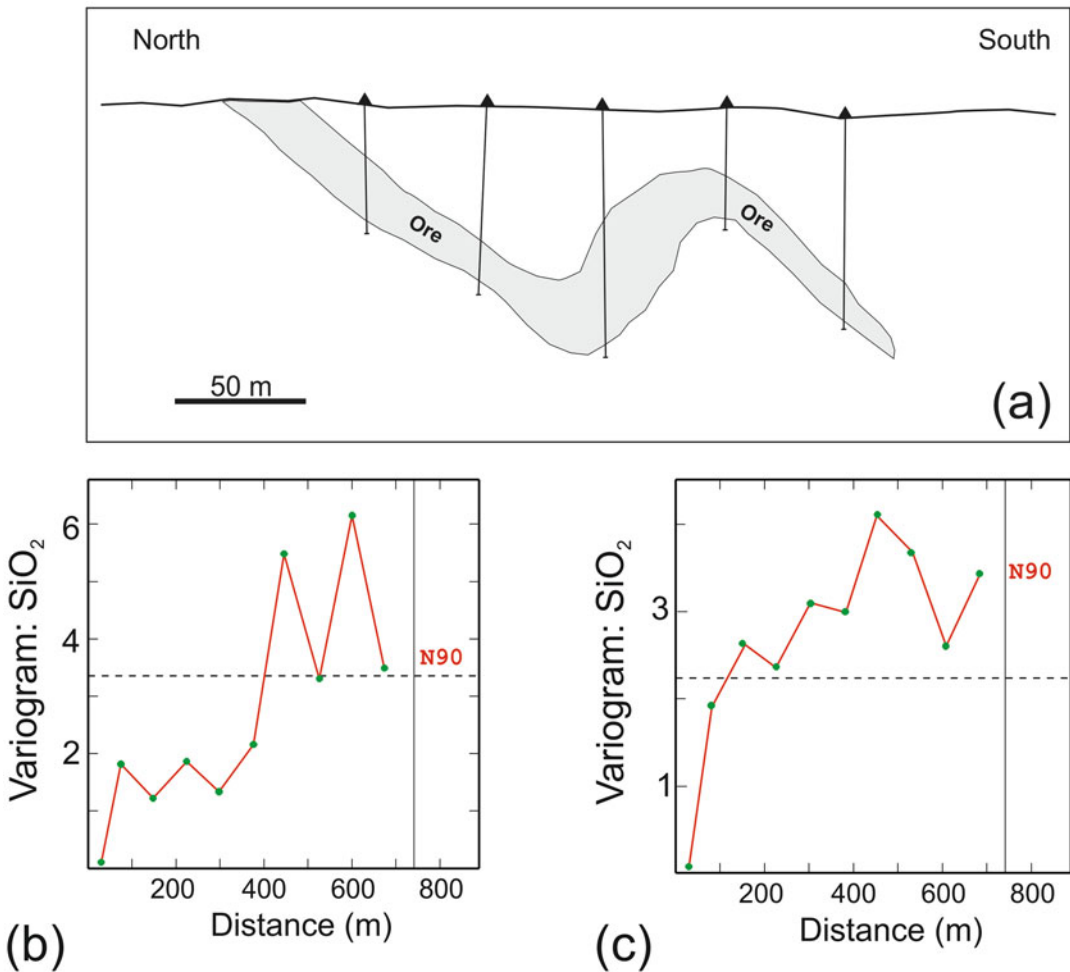 North
South
Ore
Ore
50 m
(a)
Variogram: SiO₂
6
4
2
N90
200
400
600
800
Distance (m)
(b)
Variogram: SiO₂
3
1
N90
200
400
600
800
Distance (m)
(c)